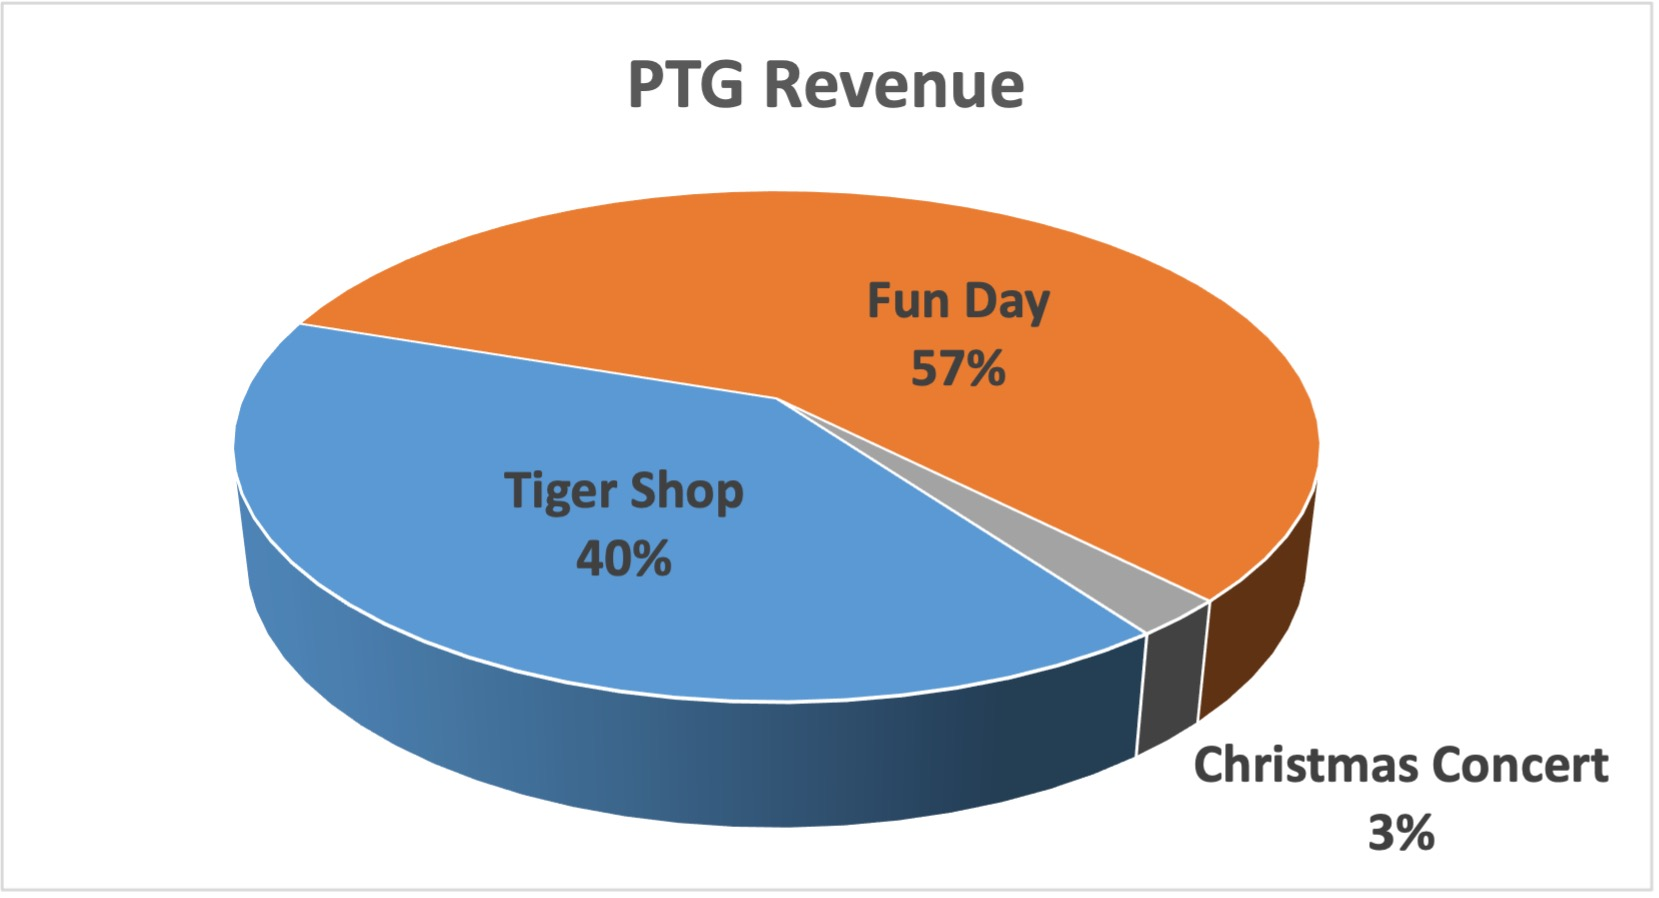 PTG Revenue
Fun Day
57%
Tiger Shop
40%
Christmas Concert
3%